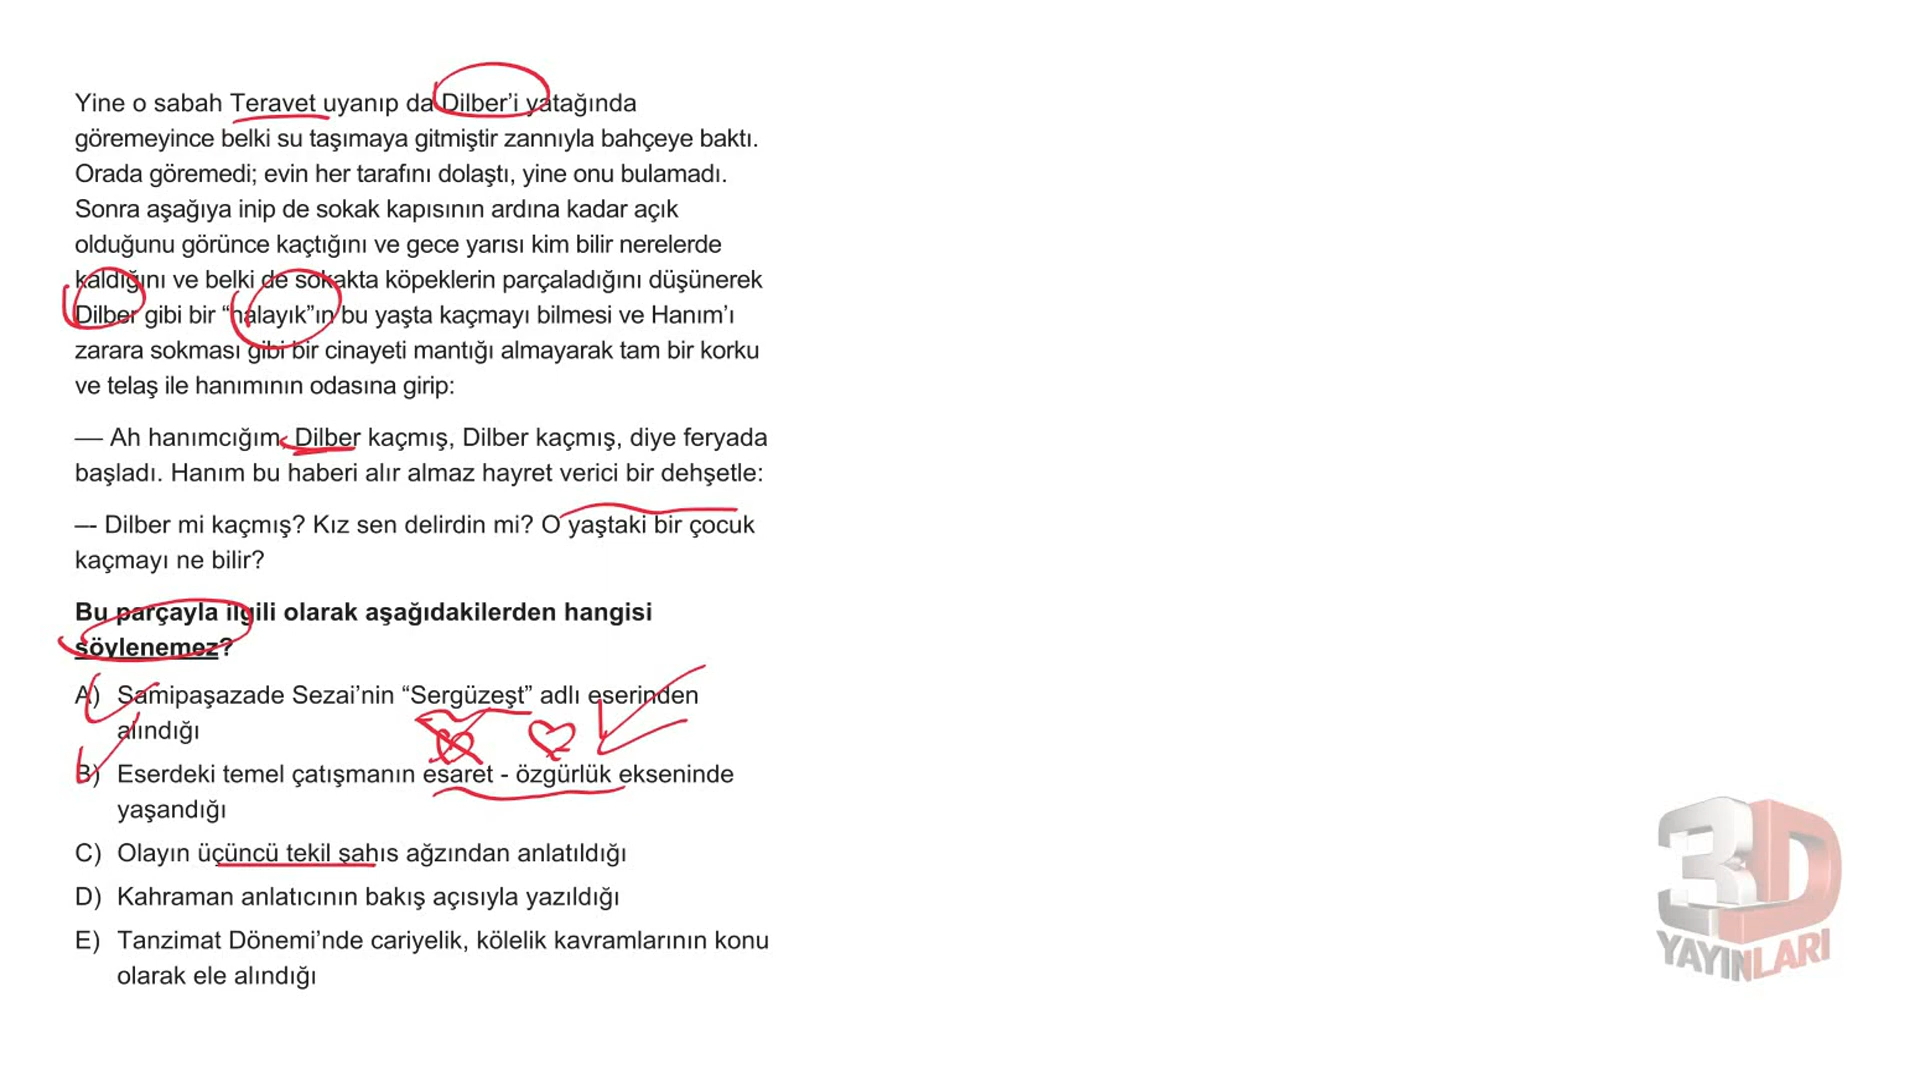 Yine o sabah Teravet uyanıp da Dilber’i yatağında
göremeyince belki su taşımaya gitmiştir zannıyla bahçeye baktı.
Orada göremedi; evin her tarafını dolaştı, yine onu bulamadı.
Sonra aşağıya inip de sokak kapısının ardına kadar açık
olduğunu görünce kaçtığını ve gece yarısı kim bilir nerelerde
kaldığını ve belki de sokakta köpeklerin parçaladığını düşünerek
Dilber gibi bir “halayık”ın bu yaşta kaçmayı bilmesi ve Hanım’ı
zarara sokması gibi bir cinayeti mantığı almayarak tam bir korku
ve telaş ile hanımının odasına girip:
— Ah hanımcığım, Dilber kaçmış, Dilber kaçmış, diye feryada
başladı. Hanım bu haberi alır almaz hayret verici bir dehşetle:
–- Dilber mi kaçmış? Kız sen delirdin mi? O yaştaki bir çocuk
kaçmayı ne bilir?
Bu parçayla ilgili olarak aşağıdakilerden hangisi
söylenemez?
A) Samipaşazade Sezai’nin “Sergüzeşt” adlı eserinden
alındığı
B) Eserdeki temel çatışmanın esaret - özgürlük ekseninde
yaşandığı
C) Olayın üçüncü tekil şahıs ağzından anlatıldığı
D) Kahraman anlatıcının bakış açısıyla yazıldığı
E) Tanzimat Dönemi’nde cariyelik, kölelik kavramlarının konu
olarak ele alındığı
3D
YAYINLARI